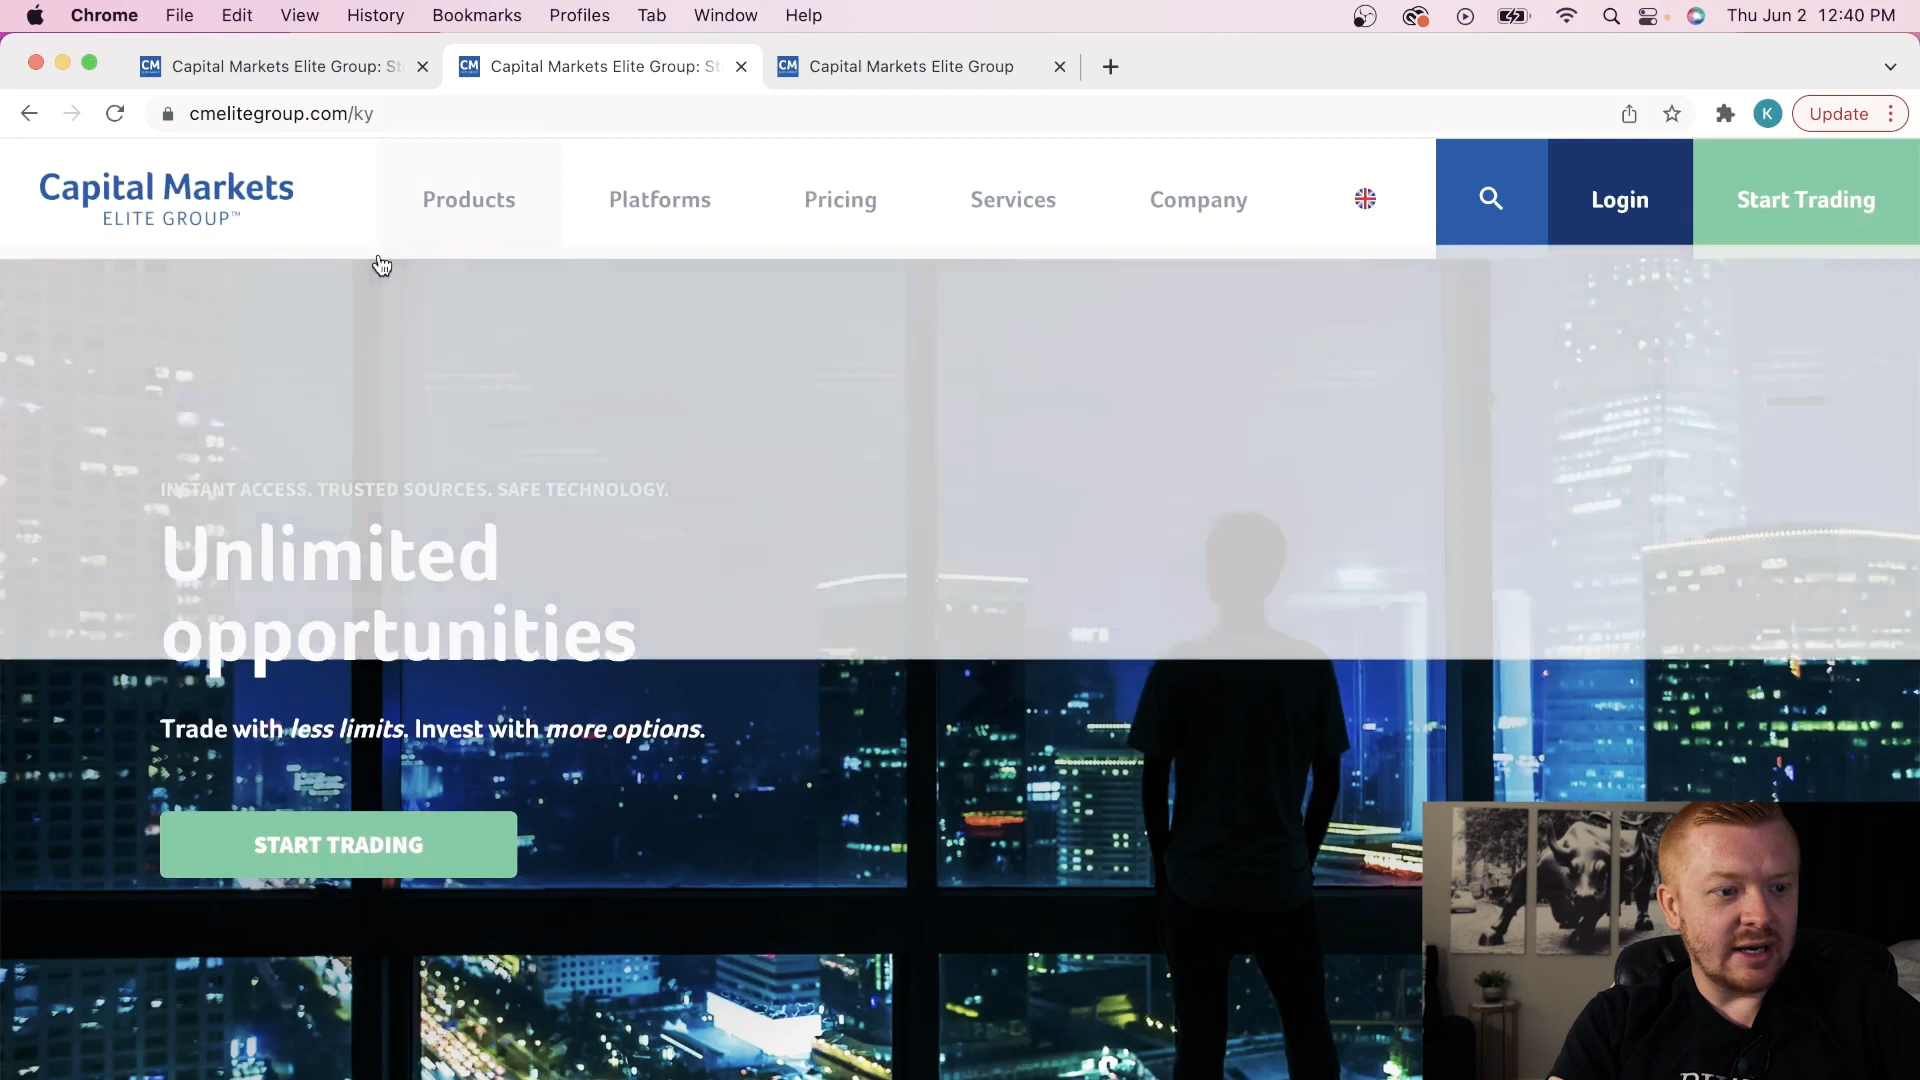 Chrome File Edit View History Bookmarks Profiles Tab Window Help
Thu Jun 2 12:40 PM
Capital Markets Elite Group: St
Capital Markets Elite Group: St
Capital Markets Elite Group
cmelitegroup.com/ky
K
Update
Capital Markets
ELITE GROUP™
Products
Platforms
Pricing
Services
Company
Login
Start Trading
INSTANT ACCESS. TRUSTED SOURCES. SAFE TECHNOLOGY.
Unlimited
opportunities
Trade with less limits. Invest with more options.
START TRADING